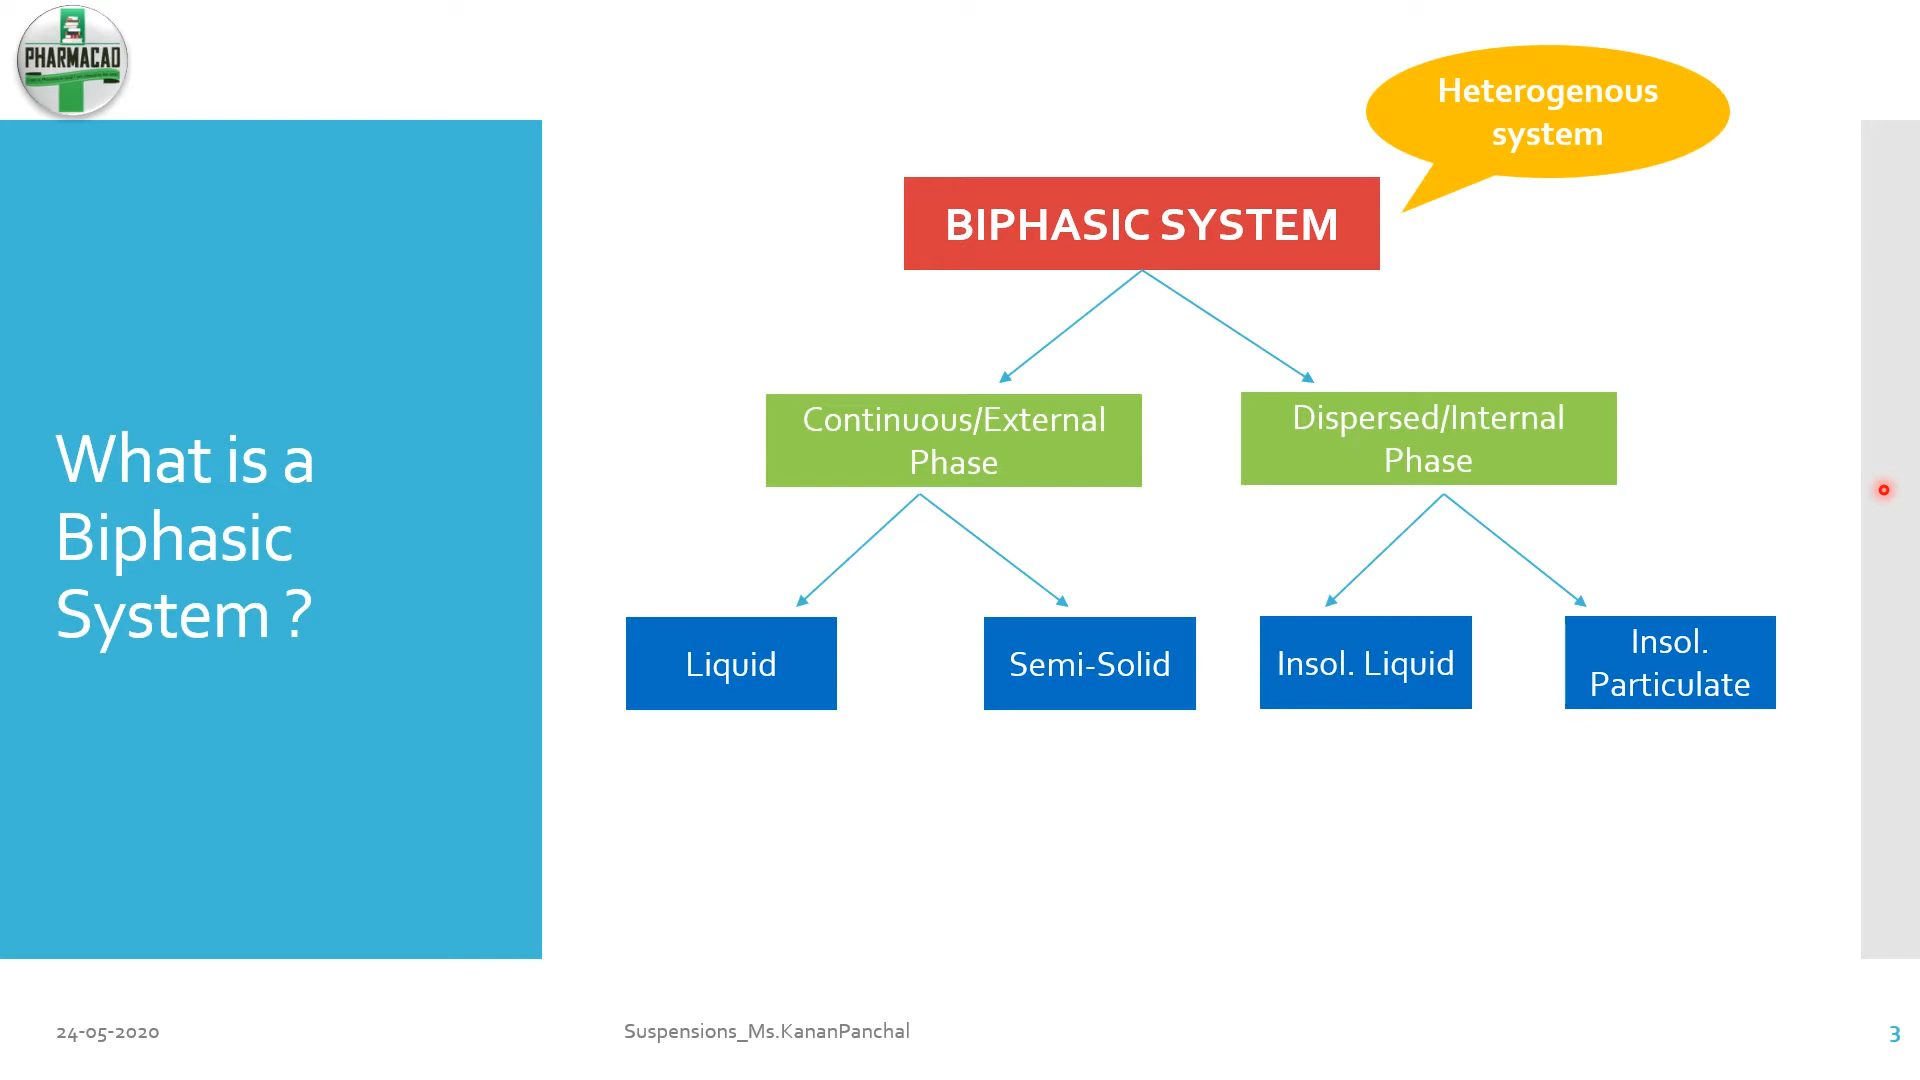 PHARMACAD
Heterogenous
system
BIPHASIC SYSTEM
Continuous/External
Phase
Dispersed/Internal
Phase
What is a
Biphasic
System ?
Liquid
Semi-Solid
Insol. Liquid
Insol.
Particulate
24-05-2020
Suspensions_Ms.KananPanchal
3